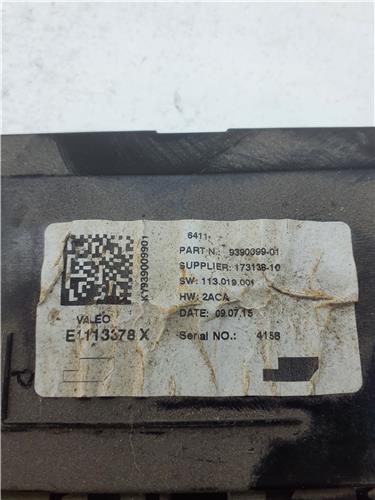 KY9390099901
6411
PART N.: 9390099-01
SUPPLIER: 173138-10
SW: 113.019.001
HW: 2ACA
VALEO
DATE: 09.07.15
E1113378 X
Serial NO.: 4158